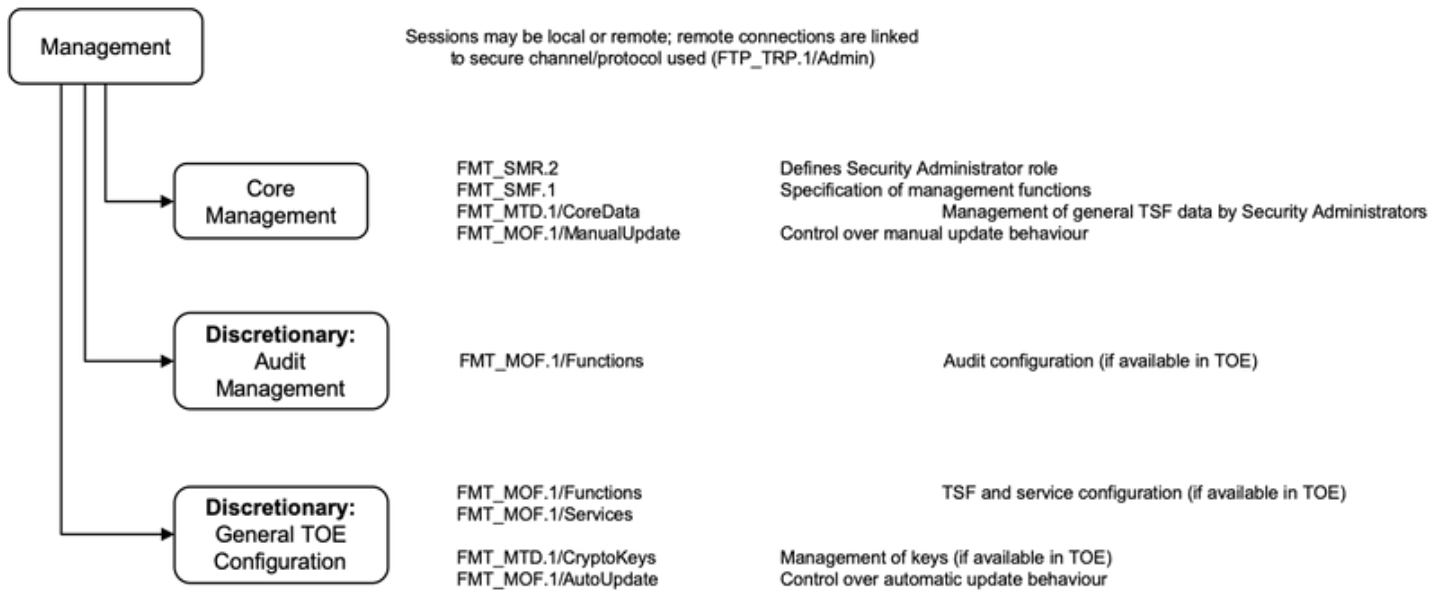 Management
Sessions may be local or remote; remote connections are linked
to secure channel/protocol used (FTP_TRP.1/Admin)
Core
Management
FMT_SMR.2 Defines Security Administrator role
FMT_SMF.1 Specification of management functions
FMT_MTD.1/CoreData Management of general TSF data by Security Administrators
FMT_MOF.1/ManualUpdate Control over manual update behaviour
Discretionary:
Audit
Management
FMT_MOF.1/Functions Audit configuration (if available in TOE)
Discretionary:
General TOE
Configuration
FMT_MOF.1/Functions TSF and service configuration (if available in TOE)
FMT_MOF.1/Services
FMT_MTD.1/CryptoKeys Management of keys (if available in TOE)
FMT_MOF.1/AutoUpdate Control over automatic update behaviour